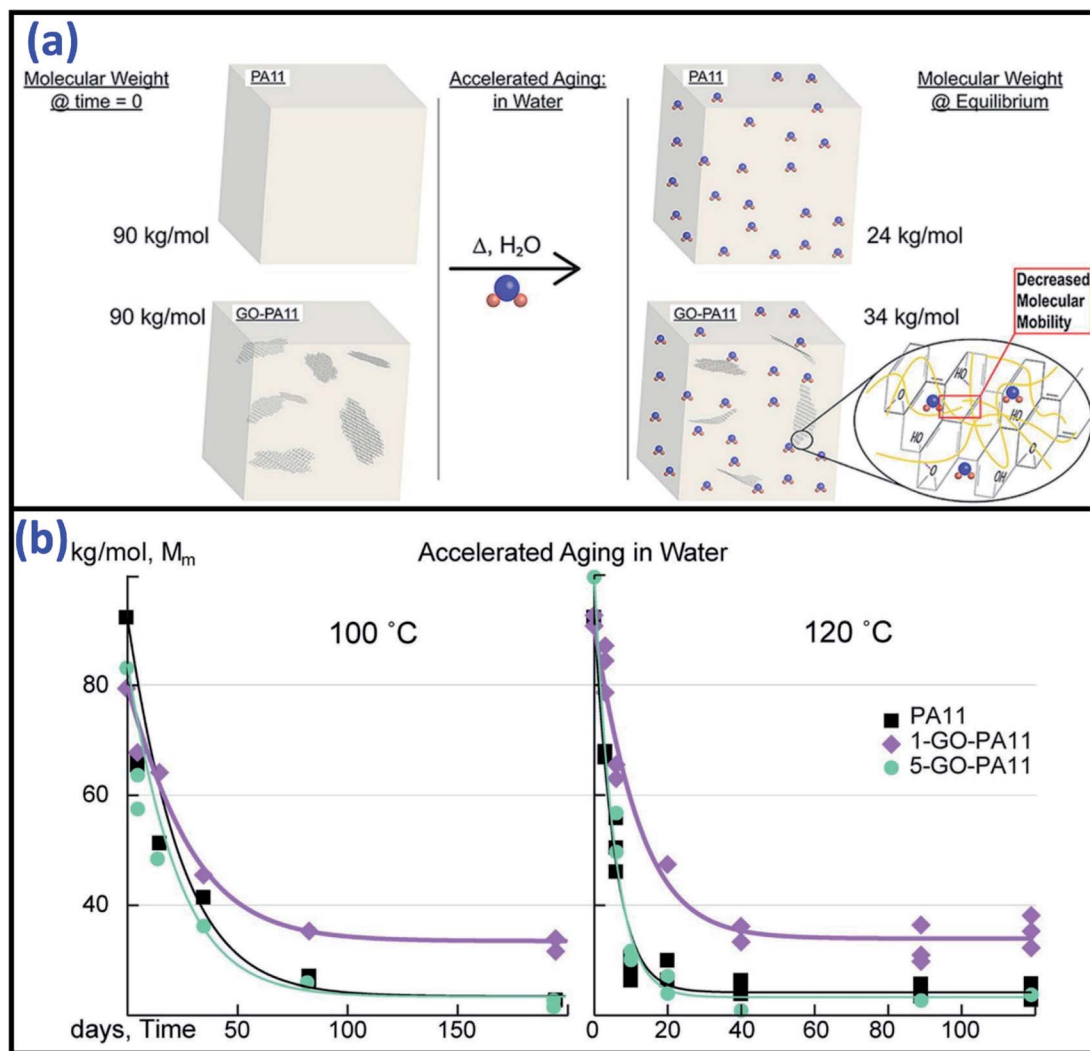 (a)
Molecular Weight
@ time = 0
PA11
Accelerated Aging:
in Water
PA11
Molecular Weight
@ Equilibrium
90 kg/mol
Δ, H₂O
24 kg/mol
90 kg/mol
GO-PA11
GO-PA11
34 kg/mol
Decreased
Molecular
Mobility
HO
O
HO
HO
HO
O
O
OH
(b)
kg/mol, Mₘ
Accelerated Aging in Water
100 ˚C
120 ˚C
80
60
40
PA11
1-GO-PA11
5-GO-PA11
days, Time
50
100
150
0
20
40
60
80
100